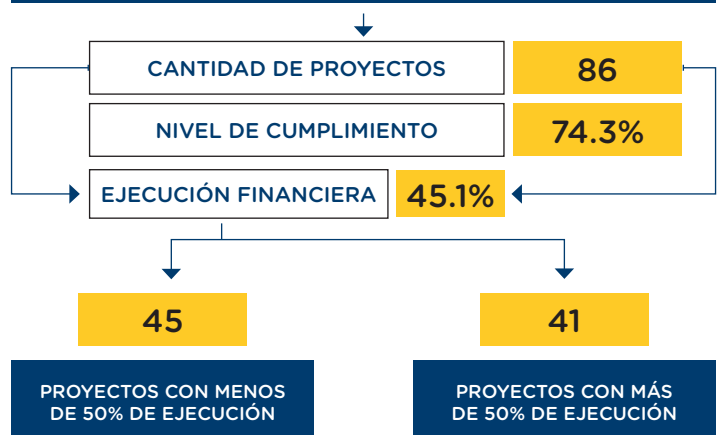 CANTIDAD DE PROYECTOS 86
NIVEL DE CUMPLIMIENTO 74.3%
EJECUCIÓN FINANCIERA 45.1%
45
PROYECTOS CON MENOS
DE 50% DE EJECUCIÓN
41
PROYECTOS CON MÁS
DE 50% DE EJECUCIÓN